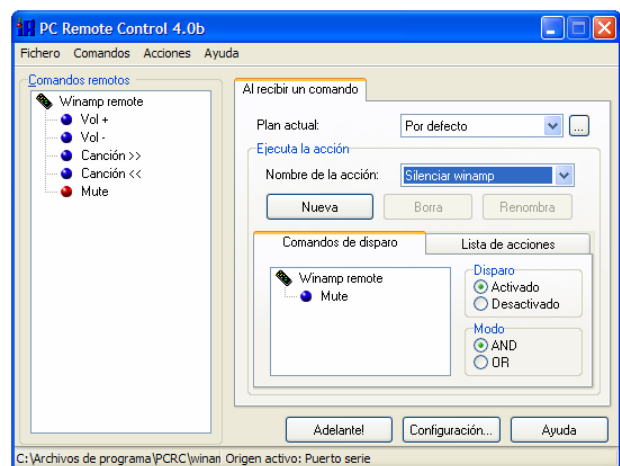 PC Remote Control 4.0b
Fichero Comandos Acciones Ayuda
Comandos remotos
Winamp remote
Vol +
Vol -
Canción >>
Canción <<
Mute
Al recibir un comando
Plan actual: Por defecto ...
Ejecuta la acción
Nombre de la acción: Silenciar winamp
Nueva Borra Renombra
Comandos de disparo Lista de acciones
Winamp remote
Mute
Disparo
Activado
Desactivado
Modo
AND
OR
Adelante! Configuración... Ayuda
C:\Archivos de programa\PCRC\winan Origen activo: Puerto serie